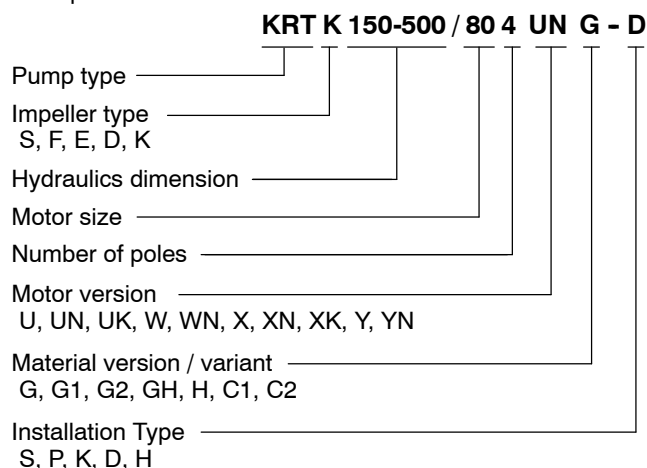 KRT K 150-500 / 80 4 UN G - D
Pump type
Impeller type
S, F, E, D, K
Hydraulics dimension
Motor size
Number of poles
Motor version
U, UN, UK, W, WN, X, XN, XK, Y, YN
Material version / variant
G, G1, G2, GH, H, C1, C2
Installation Type
S, P, K, D, H